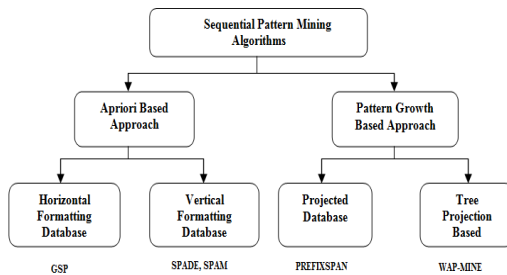 Sequential Pattern Mining
Algorithms
Apriori Based
Approach
Pattern Growth
Based Approach
Horizontal
Formatting
Database
Vertical
Formatting
Database
Projected
Database
Tree
Projection
Based
GSP
SPADE, SPAM
PREFIXSPAN
WAP-MINE